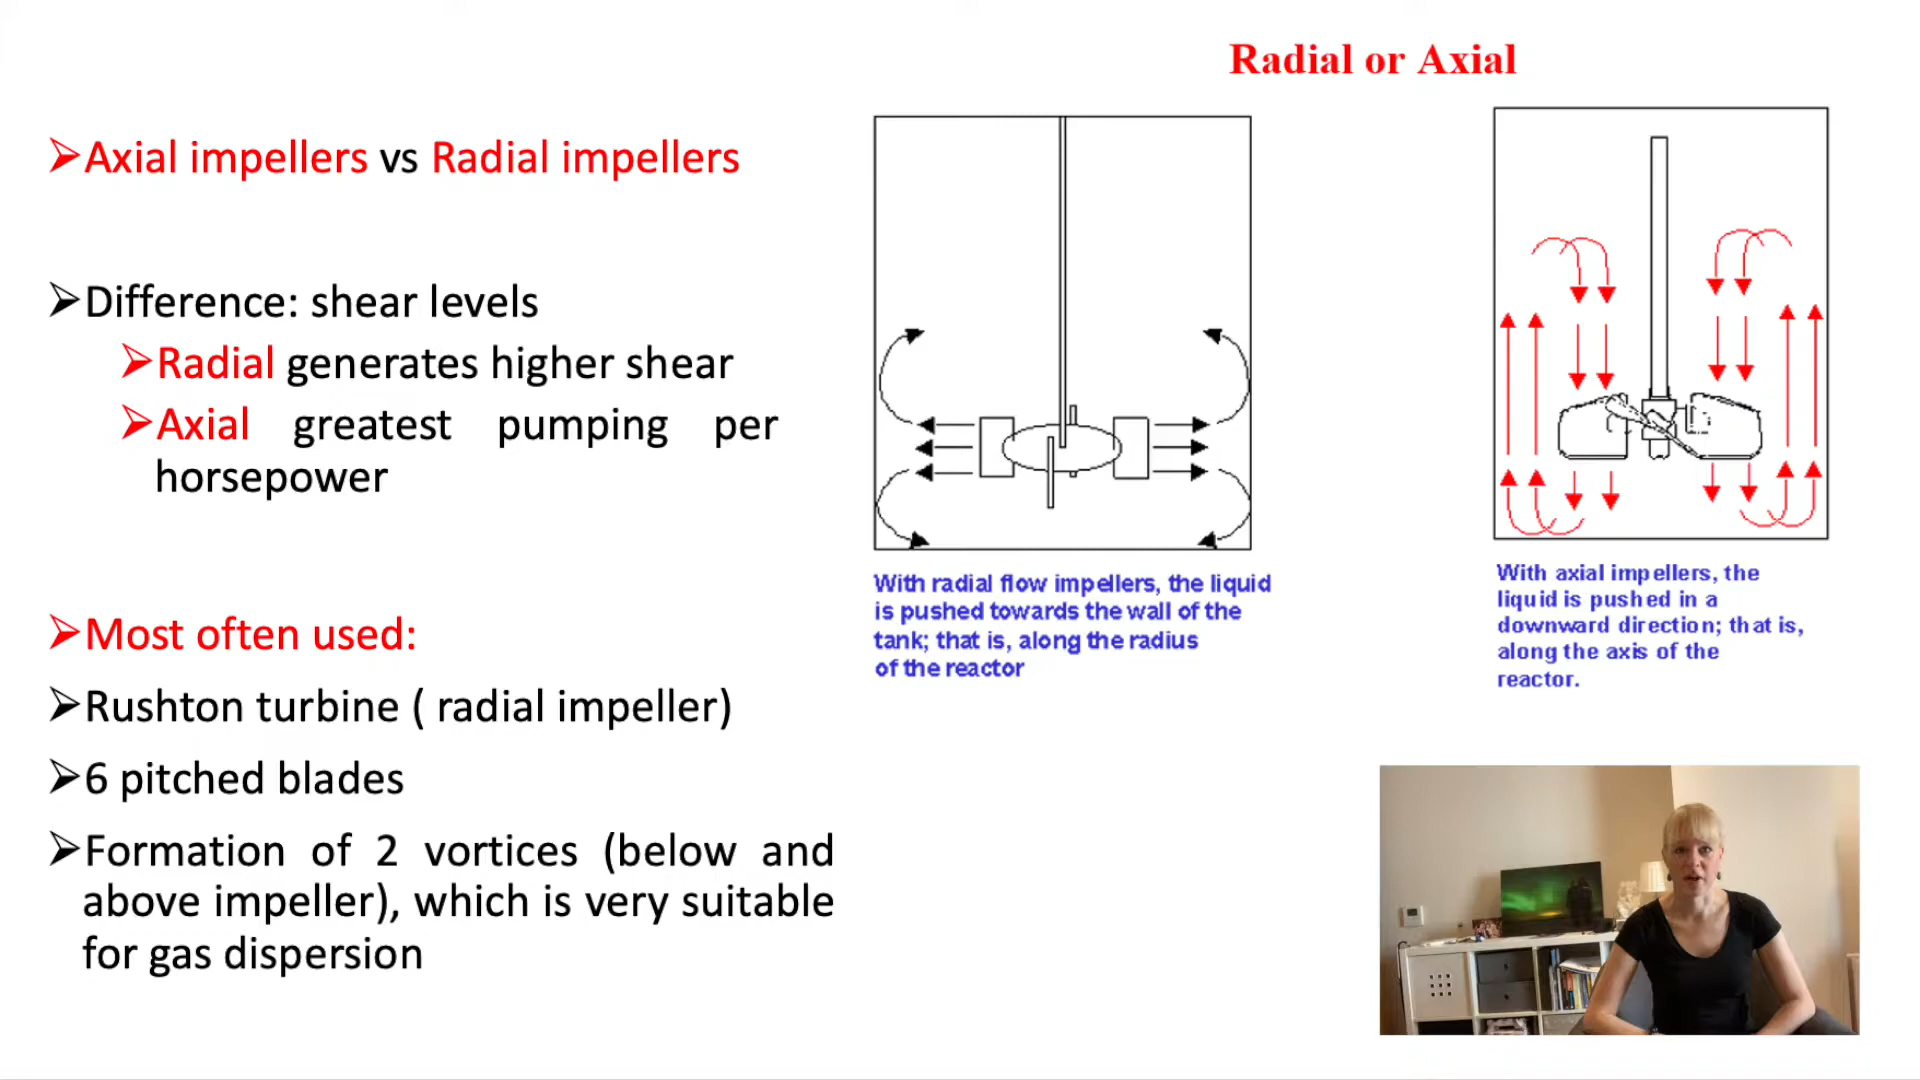 Radial or Axial
➢Axial impellers vs Radial impellers
➢Difference: shear levels
➢Radial generates higher shear
➢Axial greatest pumping per
horsepower
➢Most often used:
➢Rushton turbine ( radial impeller)
➢6 pitched blades
➢Formation of 2 vortices (below and
above impeller), which is very suitable
for gas dispersion
With radial flow impellers, the liquid
is pushed towards the wall of the
tank; that is, along the radius
of the reactor
With axial impellers, the
liquid is pushed in a
downward direction; that is,
along the axis of the
reactor.